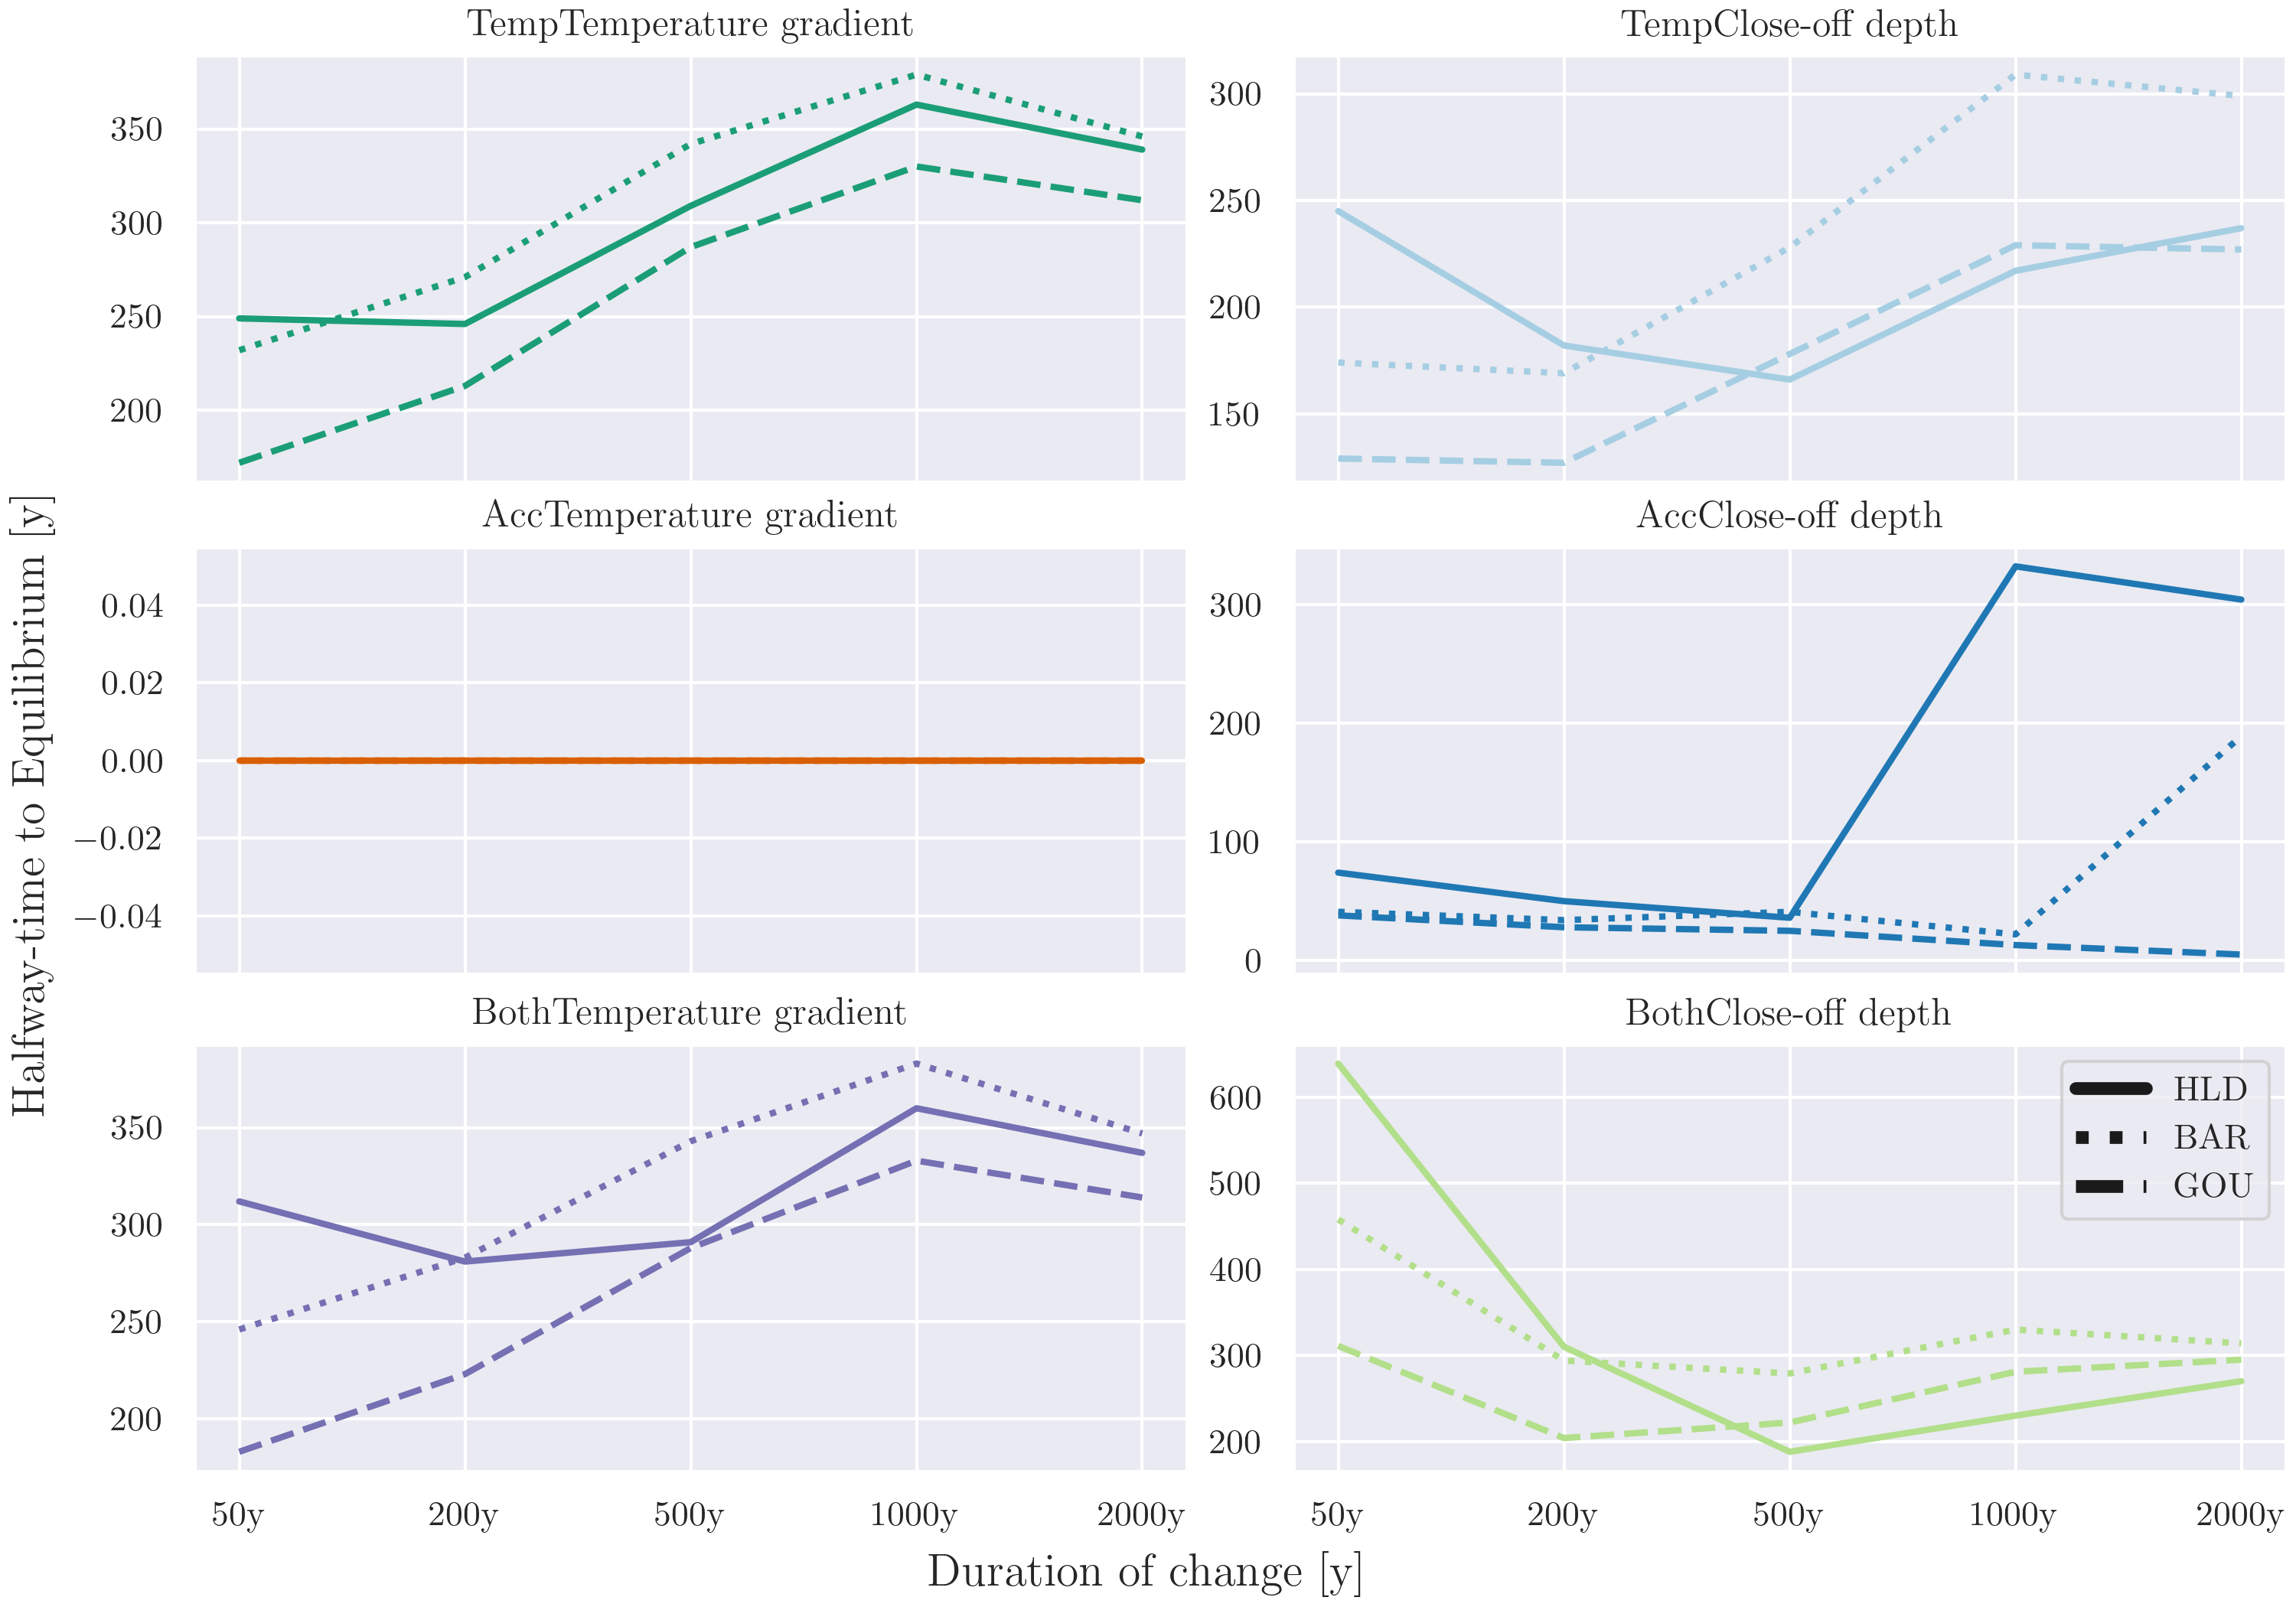 TempTemperature gradient
TempClose-off depth
350
300
250
200
300
250
200
150
Halfway-time to Equilibrium [y]
AccTemperature gradient
AccClose-off depth
0.04
0.02
0.00
−0.02
−0.04
300
200
100
0
BothTemperature gradient
BothClose-off depth
350
300
250
200
600
500
400
300
200
HLD
BAR
GOU
50y 200y 500y 1000y 2000y
50y 200y 500y 1000y 2000y
Duration of change [y]